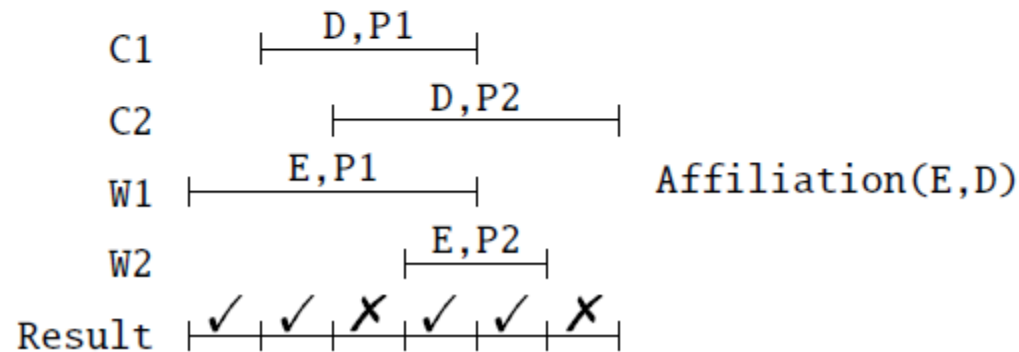 C1 D,P1
C2 D,P2
W1 E,P1 Affiliation(E,D)
W2 E,P2
Result ✓ ✓ ✗ ✓ ✓ ✗